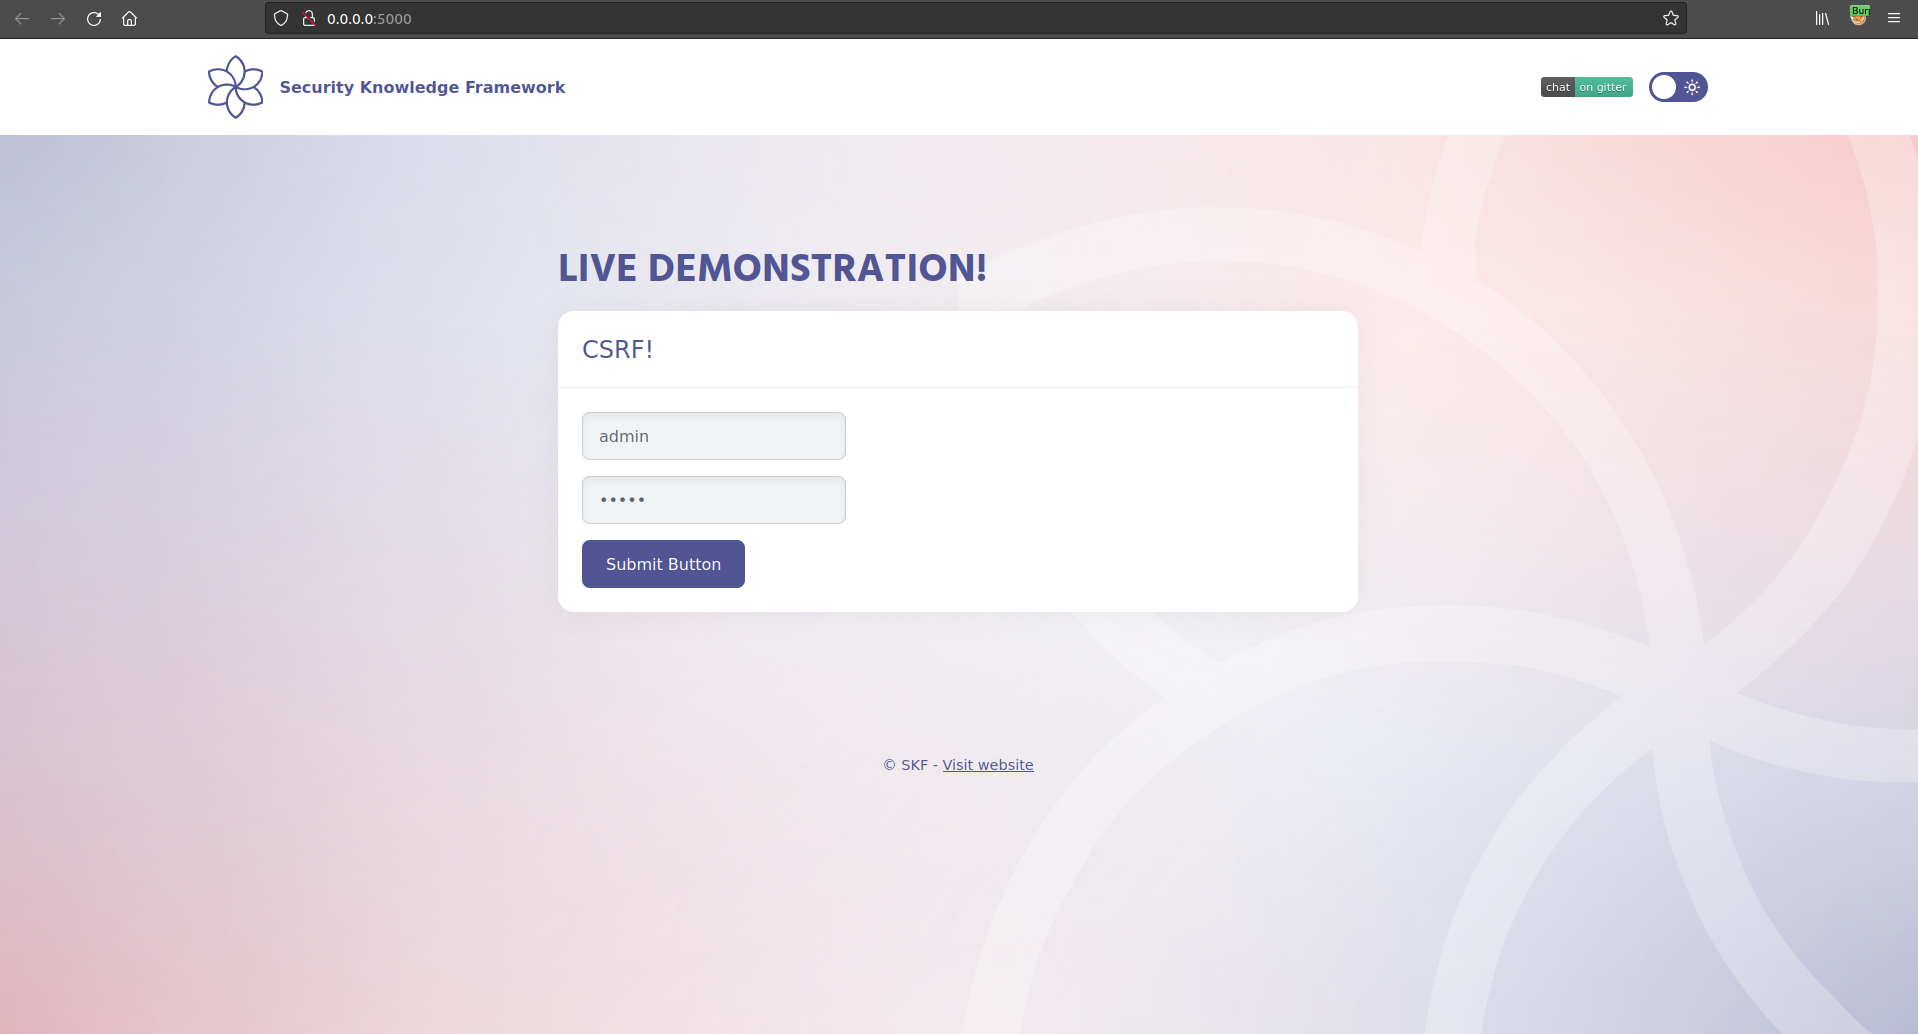 0.0.0.0:5000
Bur
Security Knowledge Framework
chat on gitter
LIVE DEMONSTRATION!
CSRF!
admin
•••••
Submit Button
© SKF - Visit website